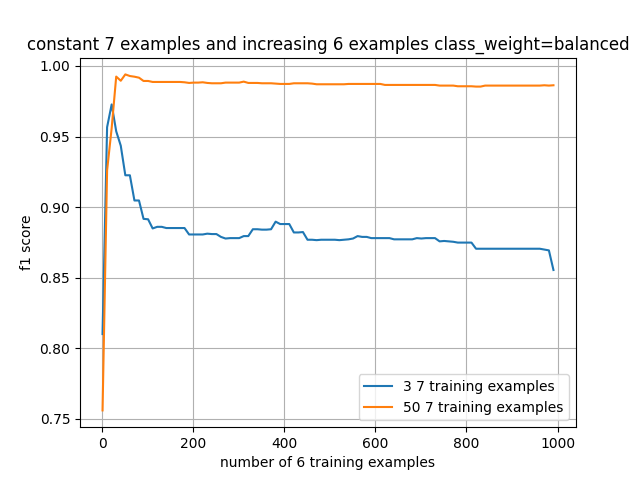 constant 7 examples and increasing 6 examples class_weight=balanced
1.00
0.95
0.90
0.85
0.80
0.75
f1 score
0 200 400 600 800 1000
number of 6 training examples
3 7 training examples
50 7 training examples